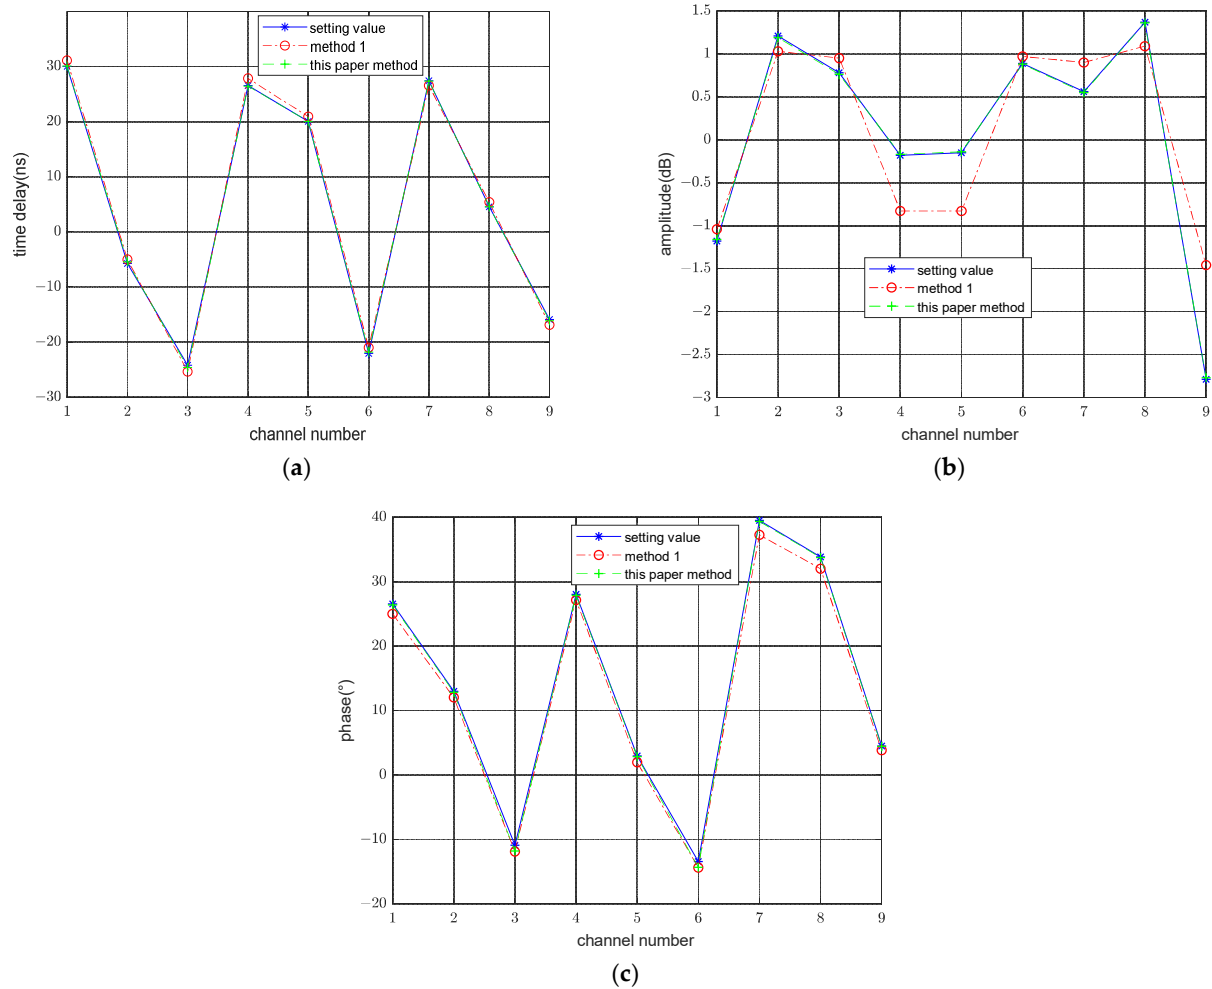 setting value
method 1
this paper method
30
20
10
0
−10
−20
−30
1 2 3 4 5 6 7 8 9
time delay(ns)
channel number
(a)
1.5
1
0.5
0
−0.5
−1
−1.5
−2
−2.5
−3
setting value
method 1
this paper method
1 2 3 4 5 6 7 8 9
amplitude(dB)
channel number
(b)
40
30
20
10
0
−10
−20
setting value
method 1
this paper method
1 2 3 4 5 6 7 8 9
phase(°)
channel number
(c)